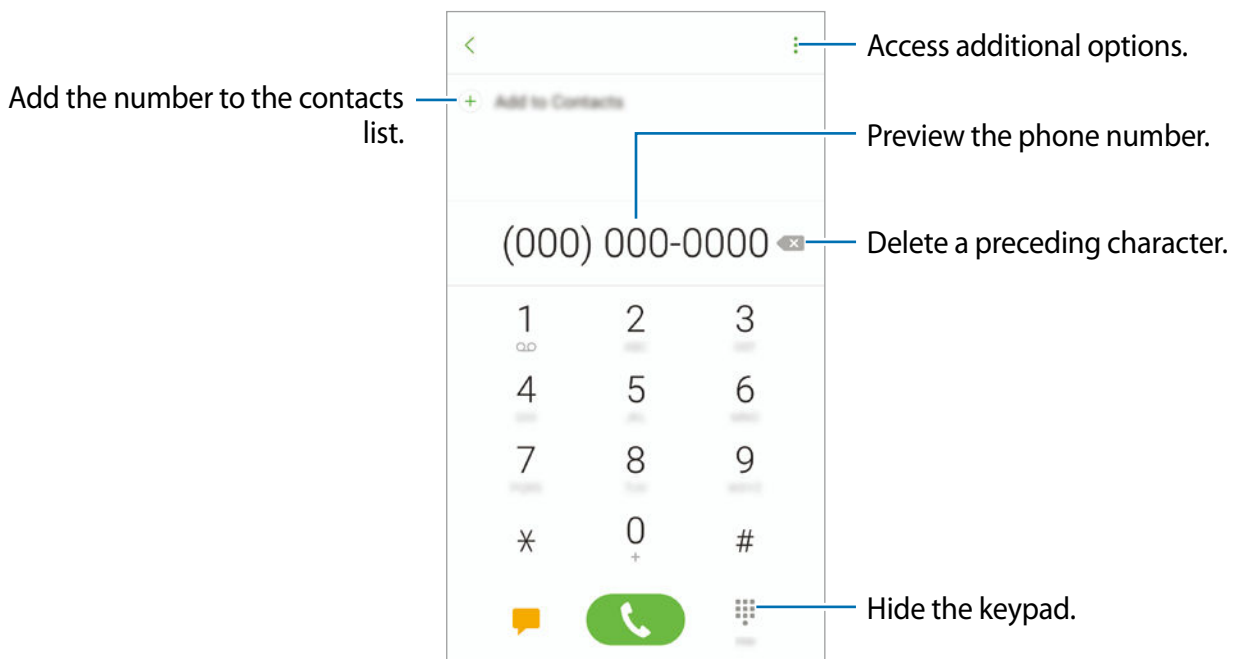 Access additional options.
Add the number to the contacts
list.
Add to Contacts
Preview the phone number.
(000) 000-0000
Delete a preceding character.
1 2 3
4 5 6
7 8 9
* 0 #
+
Hide the keypad.